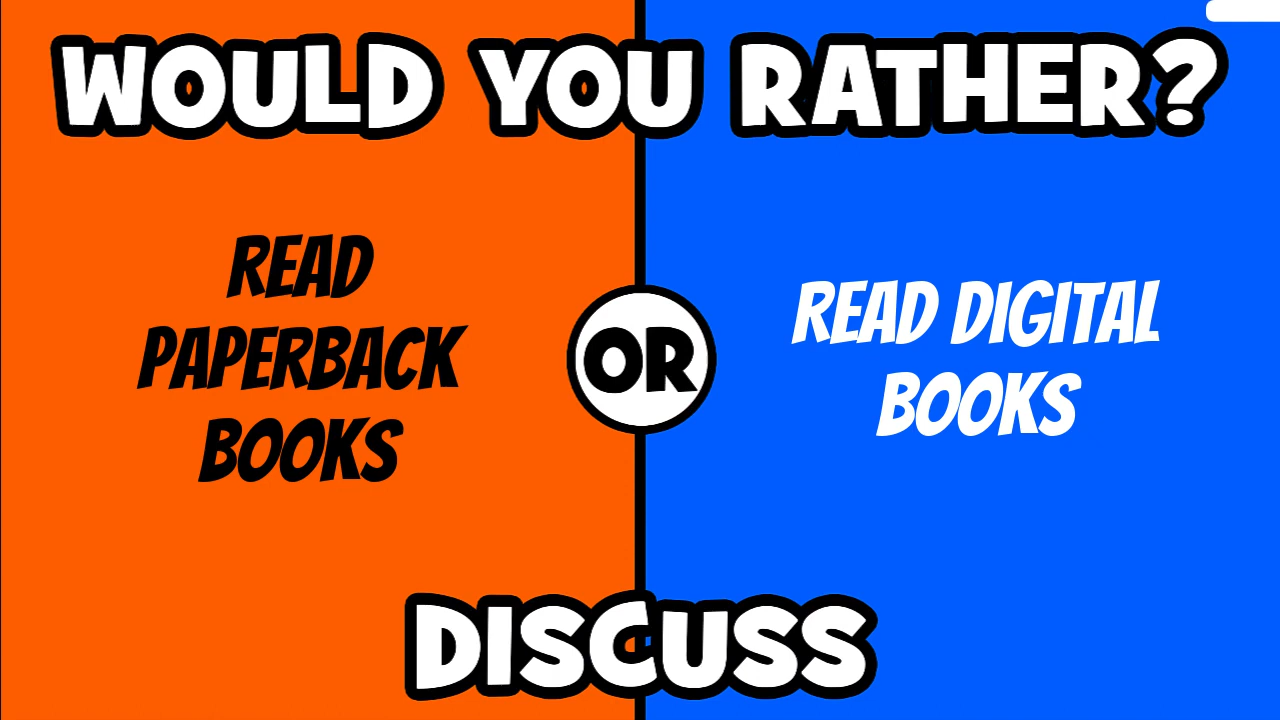 WOULD YOU RATHER?
READ
PAPERBACK
BOOKS
OR
READ DIGITAL
BOOKS
DISCUSS